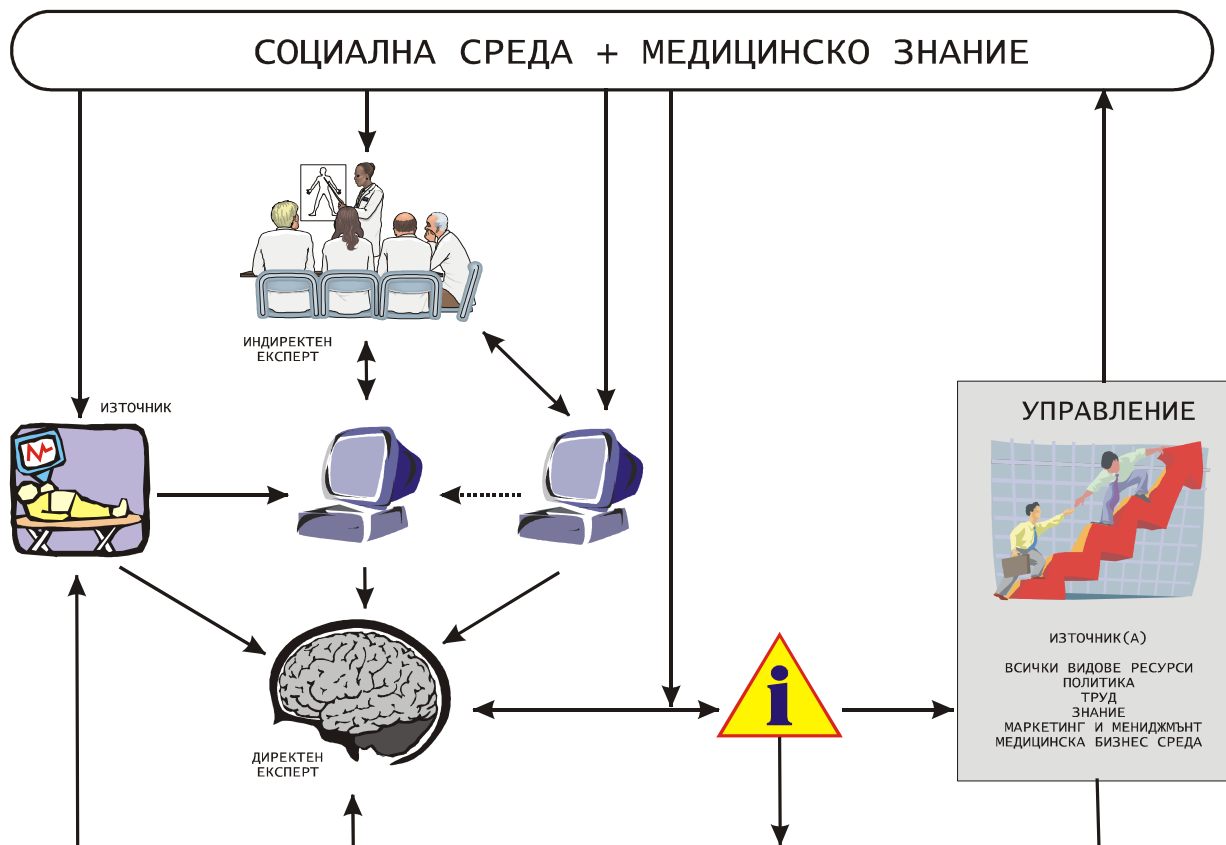 СОЦИАЛНА СРЕДА + МЕДИЦИНСКО ЗНАНИЕ
ИНДИРЕКТЕН
ЕКСПЕРТ
ИЗТОЧНИК
УПРАВЛЕНИЕ
ИЗТОЧНИК(А)
ВСИЧКИ ВИДОВЕ РЕСУРСИ
ПОЛИТИКА
ТРУД
ЗНАНИЕ
МАРКЕТИНГ И МЕНИДЖМЪНТ
МЕДИЦИНСКА БИЗНЕС СРЕДА
i
ДИРЕКТЕН
ЕКСПЕРТ